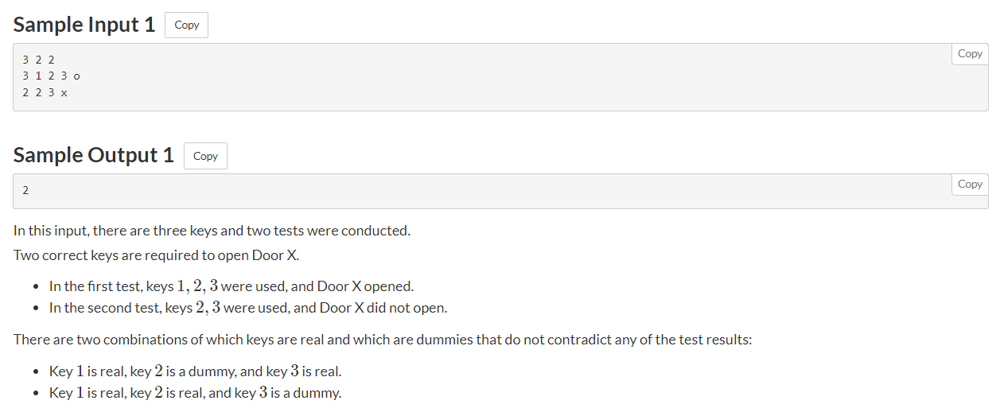 Sample Input 1 Copy
Copy
3 2 2
3 1 2 3 o
2 2 3 x
Sample Output 1 Copy
Copy
2
In this input, there are three keys and two tests were conducted.
Two correct keys are required to open Door X.
• In the first test, keys 1, 2, 3 were used, and Door X opened.
• In the second test, keys 2, 3 were used, and Door X did not open.
There are two combinations of which keys are real and which are dummies that do not contradict any of the test results:
• Key 1 is real, key 2 is a dummy, and key 3 is real.
• Key 1 is real, key 2 is real, and key 3 is a dummy.